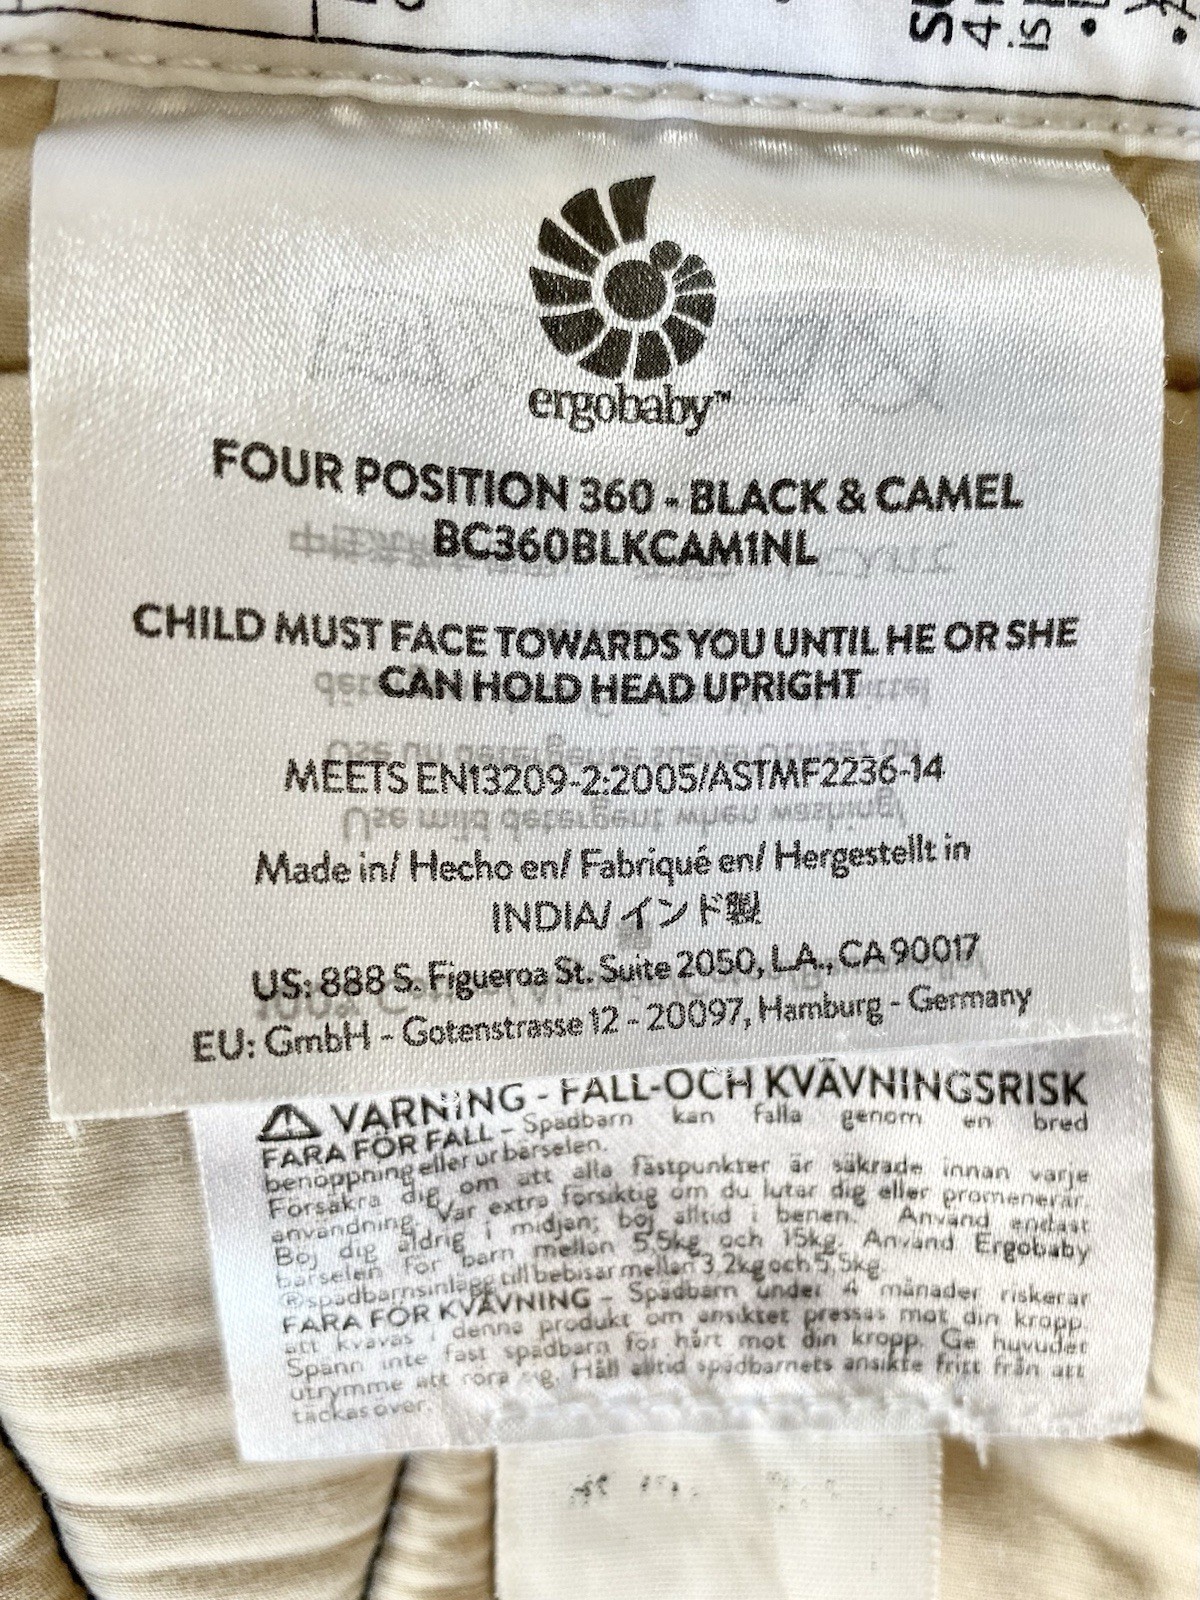 ergobaby™
FOUR POSITION 360 - BLACK & CAMEL
BC360BLKCAM1NL
CHILD MUST FACE TOWARDS YOU UNTIL HE OR SHE
CAN HOLD HEAD UPRIGHT
MEETS EN13209-2:2005/ASTMF2236-14
Made in/ Hecho en/ Fabriqué en/ Hergestellt in
INDIA/ インド製
US: 888 S. Figueroa St. Suite 2050, L.A., CA 90017
EU: GmbH - Gotenstrasse 12 - 20097, Hamburg - Germany
VARNING - FALL-OCH KVÄVNINGSRISK
FARA FÖR FALL - Spädbarn kan falla genom en bred
benöppning eller ur bärselen.
Försäkra dig om att alla fästpunkter är säkrade innan varje
användning. Var extra försiktig om du lutar dig eller promenerar.
Böj dig aldrig i midjan; böj alltid i benen. Använd endast
bärselen för barn mellan 5,5kg och 15kg. Använd Ergobaby
®spädbarnsinlägg till bebisar mellan 3,2kg och 5,5kg.
FARA FÖR KVÄVNING - Spädbarn under 4 månader riskerar
att kvävas i denna produkt om ansiktet pressas mot din kropp.
Spänn inte fast spädbarn för hårt mot din kropp. Ge huvudet
utrymme att röra sig. Håll alltid spädbarnets ansikte fritt från att
täckas över.